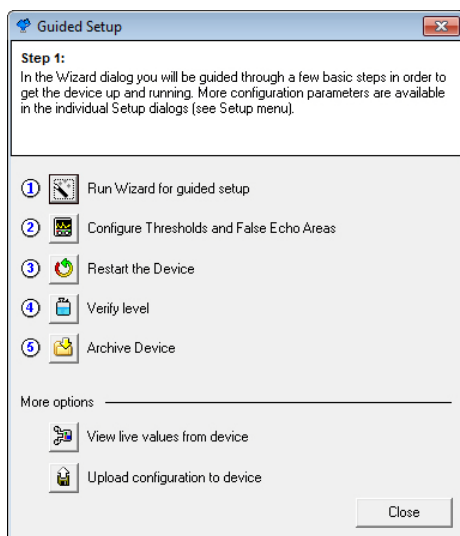 Guided Setup
Step 1:
In the Wizard dialog you will be guided through a few basic steps in order to
get the device up and running. More configuration parameters are available
in the individual Setup dialogs (see Setup menu).
1 Run Wizard for guided setup
2 Configure Thresholds and False Echo Areas
3 Restart the Device
4 Verify level
5 Archive Device
More options
View live values from device
Upload configuration to device
Close